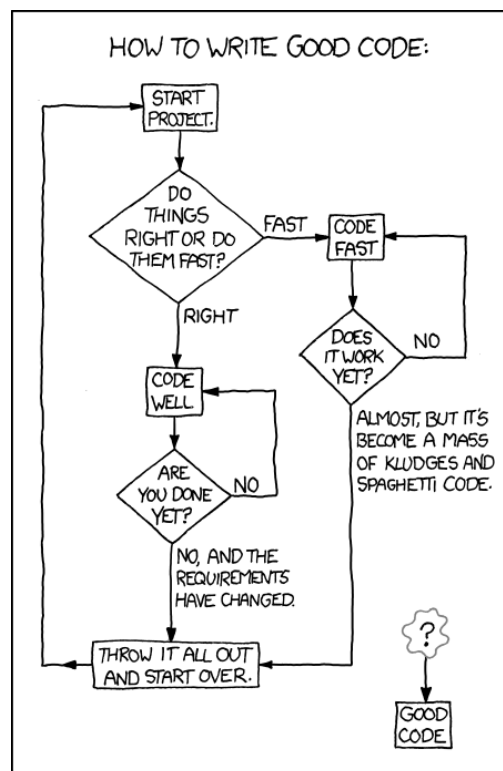 HOW TO WRITE GOOD CODE:
START
PROJECT.
DO
THINGS
RIGHT OR DO
THEM FAST?
FAST
CODE
FAST
RIGHT
DOES
IT WORK
YET?
NO
CODE
WELL
ALMOST, BUT IT'S
BECOME A MASS
OF KLUDGES AND
SPAGHETTI CODE.
ARE
YOU DONE
YET?
NO
NO, AND THE
REQUIREMENTS
HAVE CHANGED.
THROW IT ALL OUT
AND START OVER.
?
GOOD
CODE